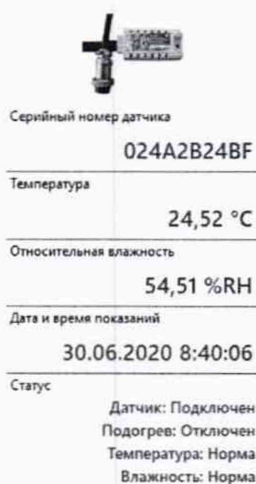 Серийный номер датчика
024A2B24BF
Температура
24,52 °C
Относительная влажность
54,51 %RH
Дата и время показаний
30.06.2020 8:40:06
Статус
Датчик: Подключен
Подогрев: Отключен
Температура: Норма
Влажность: Норма